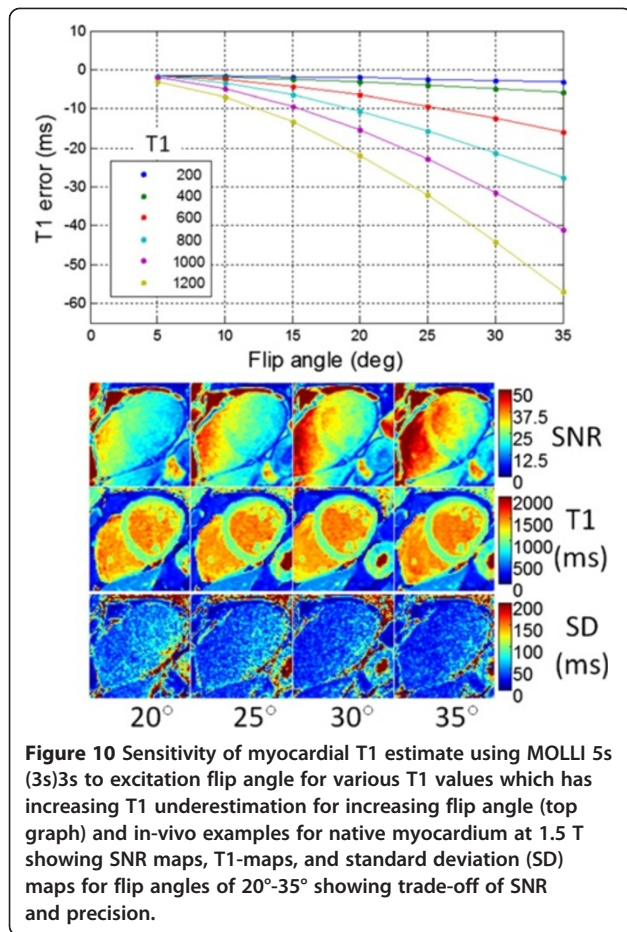 10
0
-10
-20
-30
-40
-50
-60
T1 error (ms)
T1
200
400
600
800
1000
1200
0 5 10 15 20 25 30 35
Flip angle (deg)
50
37.5
25
12.5
0
SNR
2000
1500
1000
500
0
T1
(ms)
200
150
100
50
0
SD
(ms)
20° 25° 30° 35°
Figure 10 Sensitivity of myocardial T1 estimate using MOLLI 5s
(3s)3s to excitation flip angle for various T1 values which has
increasing T1 underestimation for increasing flip angle (top
graph) and in-vivo examples for native myocardium at 1.5 T
showing SNR maps, T1-maps, and standard deviation (SD)
maps for flip angles of 20°-35° showing trade-off of SNR
and precision.